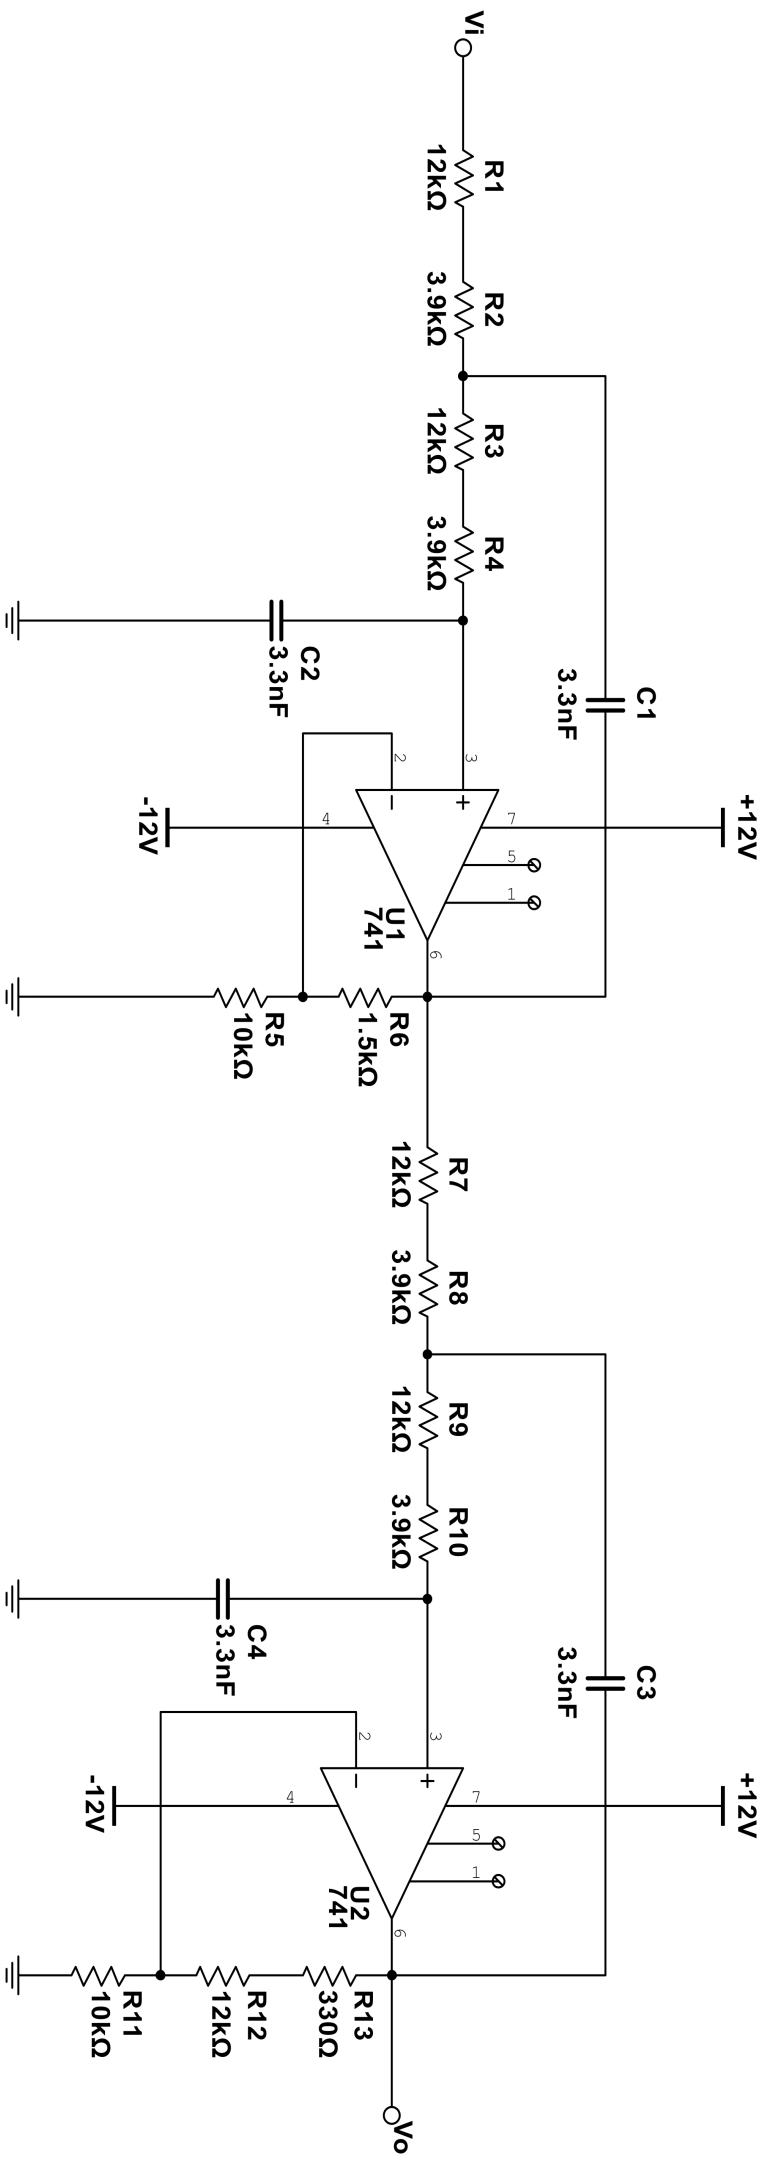 Vi
R1
12kΩ
R2
3.9kΩ
R3
12kΩ
R4
3.9kΩ
C2
3.3nF
C1
3.3nF
+12V
-12V
2
3
+
−
4
7
5
1
6
U1
741
R6
1.5kΩ
R5
10kΩ
R7
12kΩ
R8
3.9kΩ
R9
12kΩ
R10
3.9kΩ
C4
3.3nF
C3
3.3nF
+12V
-12V
2
3
+
−
4
7
5
1
6
U2
741
R13
330Ω
R12
12kΩ
R11
10kΩ
Vo